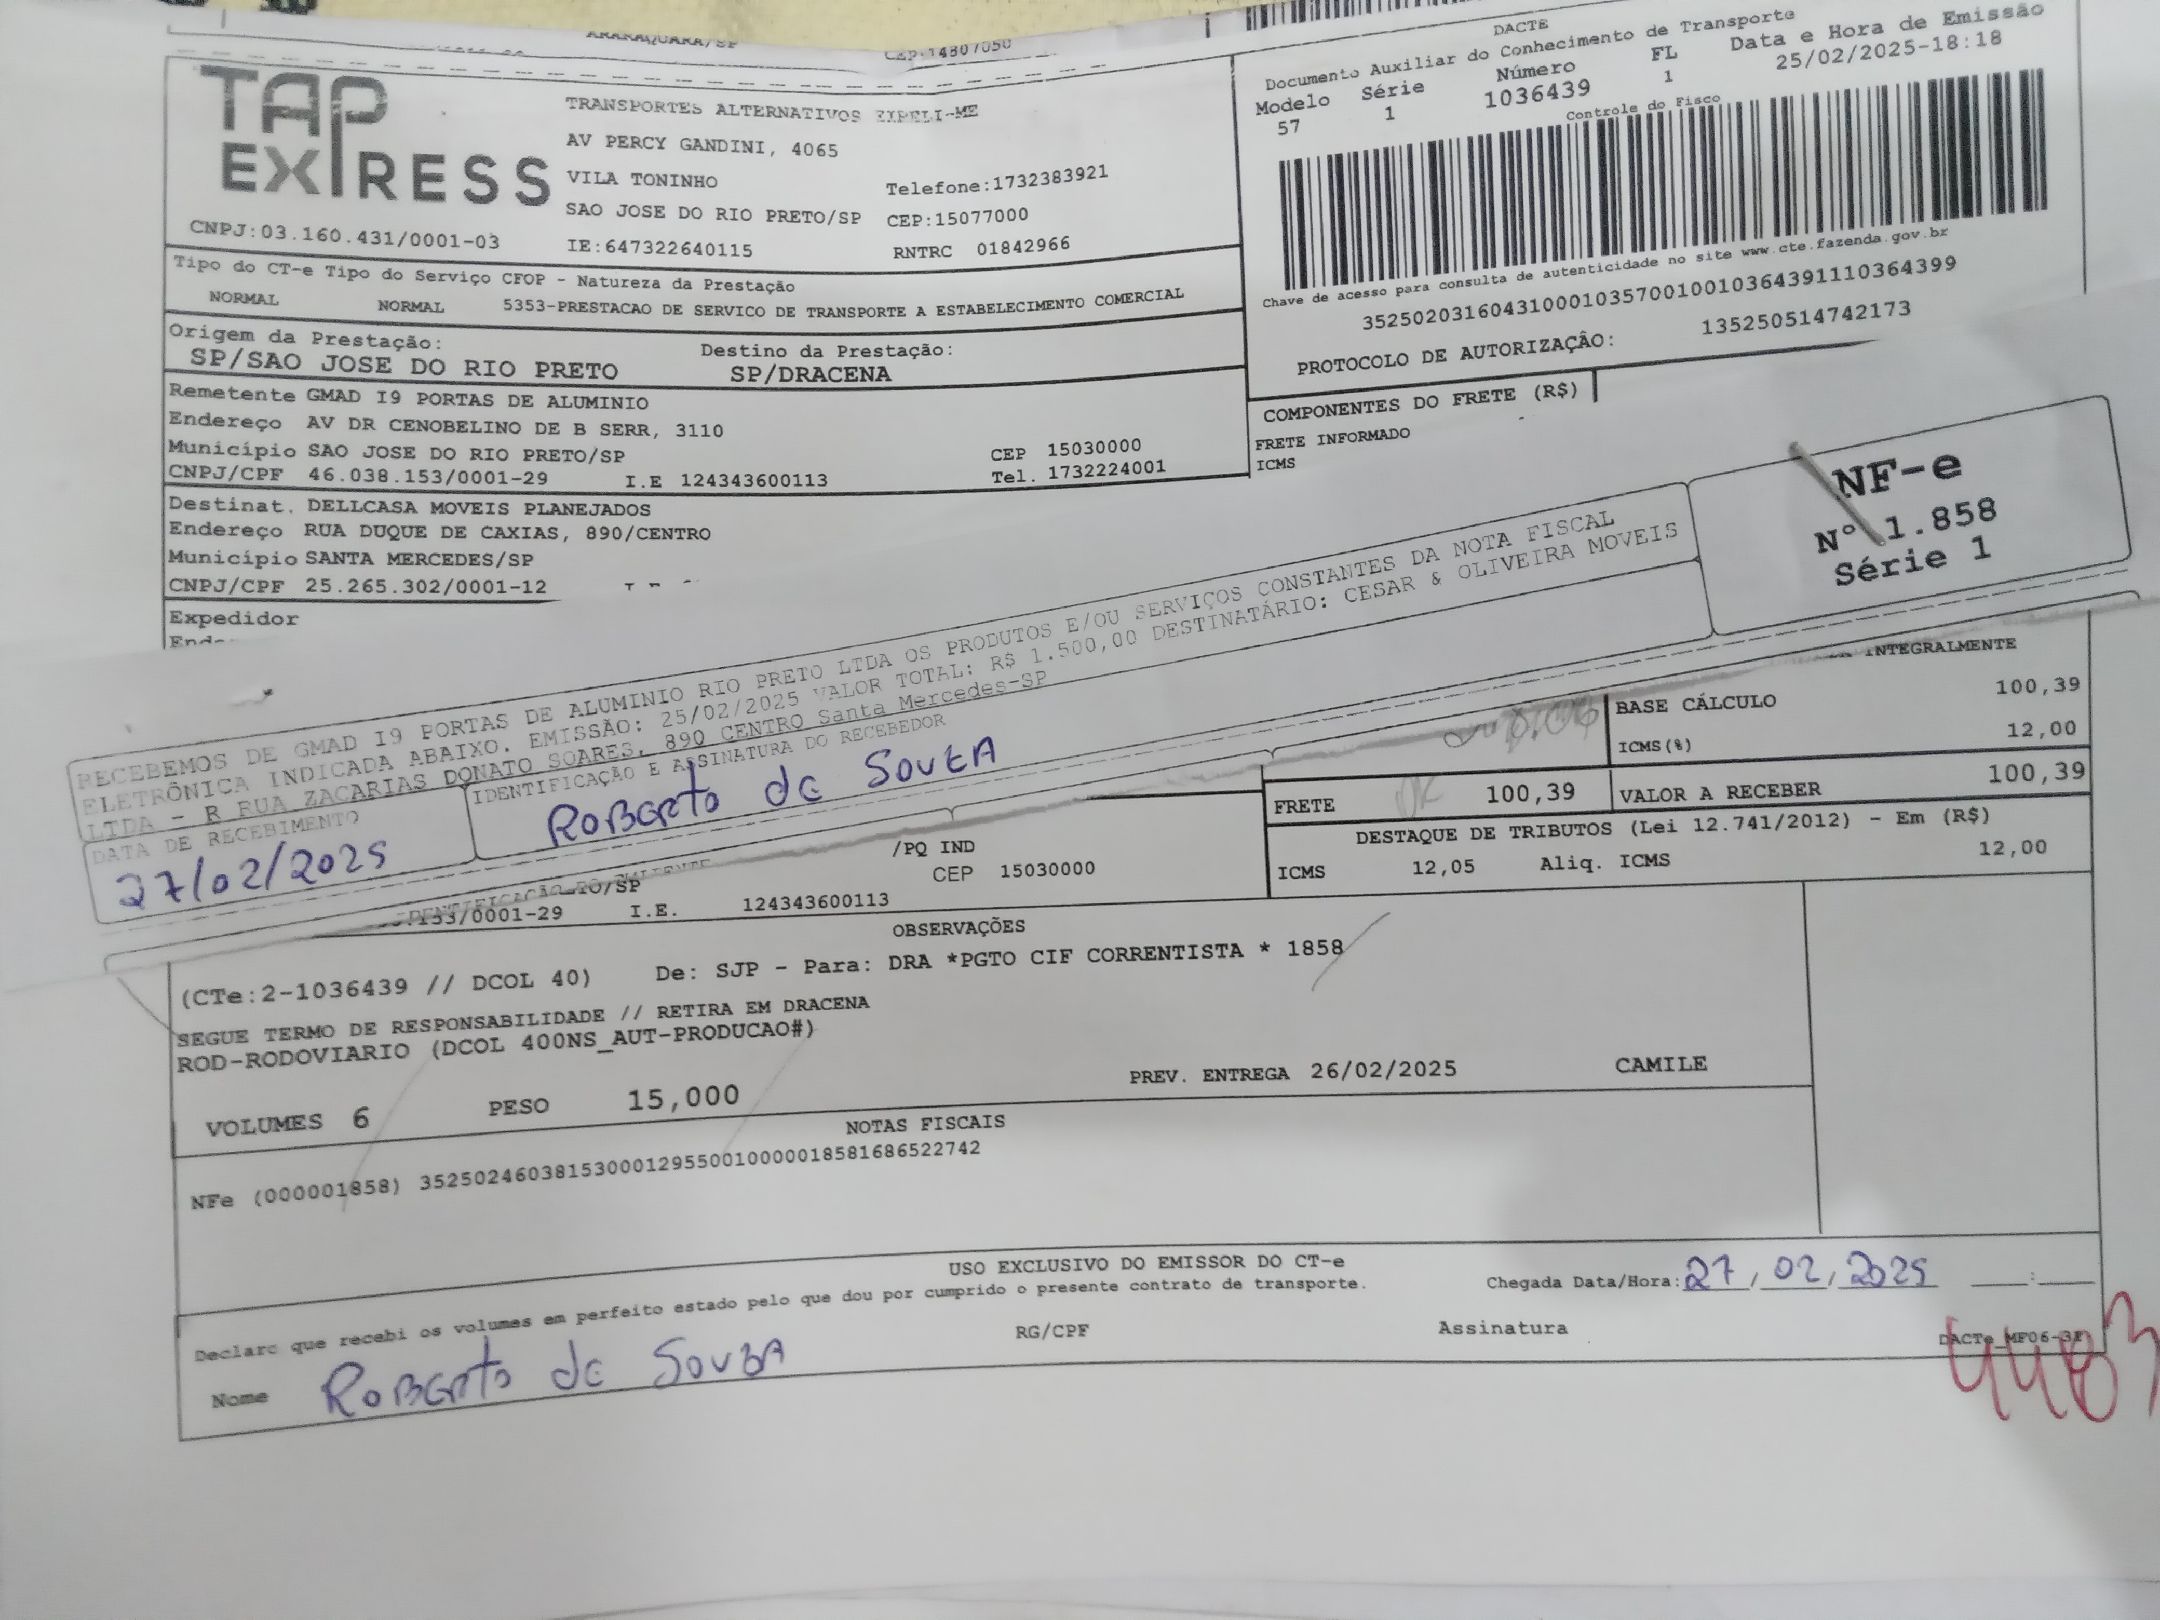 ARARAQUARA/SP
CEP:14807050
TAP EXPRESS
TRANSPORTES ALTERNATIVOS
AV PERCY GANDINI, 4065
VILA TONINHO
Telefone:1732383921
SAO JOSE DO RIO PRETO/SP CEP:15077000
CNPJ:03.160.431/0001-03
IE:647322640115
RNTRC 01842966
DACTE
Documento Auxiliar do Conhecimento de Transporte
Modelo Série Número FL Data e Hora de Emissão
57 1 1036439 1 25/02/2025-18:18
Controle do Fisco
Chave de acesso para consulta de autenticidade no site www.cte.fazenda.gov.br
35250203160431000103570010010364391110364399
PROTOCOLO DE AUTORIZAÇÂO: 135250514742173
Tipo do CT-e Tipo do Serviço CFOP - Natureza da Prestação
NORMAL NORMAL 5353-PRESTACAO DE SERVICO DE TRANSPORTE A ESTABELECIMENTO COMERCIAL
Origem da Prestação: Destino da Prestação:
SP/SAO JOSE DO RIO PRETO SP/DRACENA
Remetente GMAD I9 PORTAS DE ALUMINIO
Endereço AV DR CENOBELINO DE B SERR, 3110
Município SAO JOSE DO RIO PRETO/SP CEP 15030000
CNPJ/CPF 46.038.153/0001-29 I.E 124343600113 Tel. 1732224001
COMPONENTES DO FRETE (R$)
FRETE INFORMADO
ICMS
Destinat. DELLCASA MOVEIS PLANEJADOS
Endereço RUA DUQUE DE CAXIAS, 890/CENTRO
Município SANTA MERCEDES/SP
CNPJ/CPF 25.265.302/0001-12
Expedidor
RECEBEMOS DE GMAD I9 PORTAS DE ALUMINIO RIO PRETO LTDA OS PRODUTOS E/OU SERVIÇOS CONSTANTES DA NOTA FISCAL
ELETRÔNICA INDICADA ABAIXO. EMISSÃO: 25/02/2025 VALOR TOTAL: R$ 1.500,00 DESTINATÁRIO: CESAR & OLIVEIRA MOVEIS
LTDA - R RUA ZACARIAS DONATO SOARES, 890 CENTRO Santa Mercedes-SP
DATA DE RECEBIMENTO
27/02/2025
IDENTIFICAÇÃO E ASSINATURA DO RECEBEDOR
Roberto de Souza
NF-e
Nº 1.858
Série 1
INTEGRALMENTE
BASE CÁLCULO 100,39
ICMS(%) 12,00
FRETE 100,39 VALOR A RECEBER 100,39
DESTAQUE DE TRIBUTOS (Lei 12.741/2012) - Em (R$)
ICMS 12,05 Aliq. ICMS 12,00
/PQ IND
CEP 15030000
/0001-29 I.E. 124343600113
OBSERVAÇÕES
(CTe:2-1036439 // DCOL 40) De: SJP - Para: DRA *PGTO CIF CORRENTISTA * 1858
SEGUE TERMO DE RESPONSABILIDADE // RETIRA EM DRACENA
ROD-RODOVIARIO (DCOL 400NS_AUT-PRODUCAO#)
VOLUMES 6 PESO 15,000 PREV. ENTREGA 26/02/2025 CAMILE
NOTAS FISCAIS
NFe (000001858) 35250246038153000129550010000018581686522742
USO EXCLUSIVO DO EMISSOR DO CT-e
Declaro que recebi os volumes em perfeito estado pelo que dou por cumprido o presente contrato de transporte.
Chegada Data/Hora: 27/02/2025 ____:____
Nome Roberto de Souza RG/CPF Assinatura